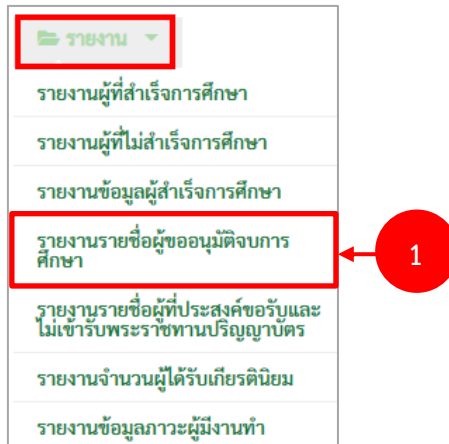 รายงาน
รายงานผู้ที่สำเร็จการศึกษา
รายงานผู้ที่ไม่สำเร็จการศึกษา
รายงานข้อมูลผู้สำเร็จการศึกษา
รายงานรายชื่อผู้ขออนุมัติจบการ
ศึกษา
1
รายงานรายชื่อผู้ที่ประสงค์ขอรับและ
ไม่เข้ารับพระราชทานปริญญาบัตร
รายงานจำนวนผู้ได้รับเกียรตินิยม
รายงานข้อมูลภาวะผู้มีงานทำ